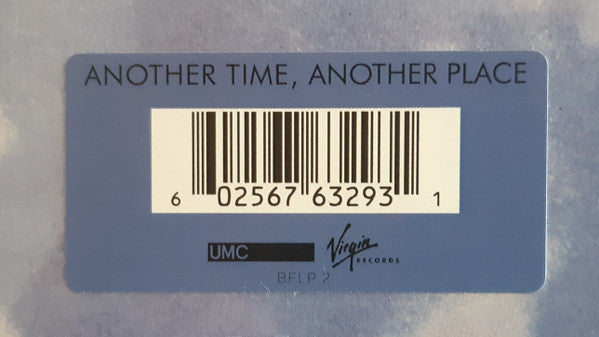 ANOTHER TIME, ANOTHER PLACE
6 02567 63293 1
UMC
Virgin
RECORDS
BFLP 2